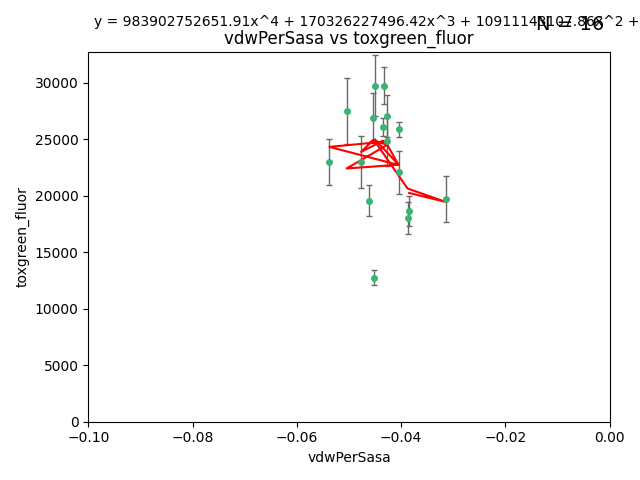 y = 983902752651.91x^4 + 170326227496.42x^3 + 
N = 16
vdwPerSasa vs toxgreen_fluor
30000
25000
20000
15000
10000
5000
0
toxgreen_fluor
−0.10 −0.08 −0.06 −0.04 −0.02 0.00
vdwPerSasa